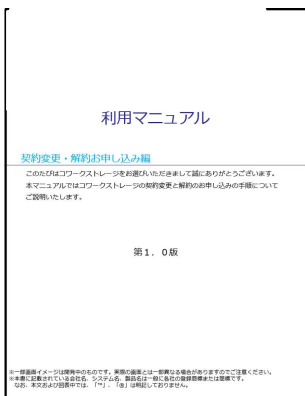 利用マニュアル
契約変更・解約お申し込み編
このたびはコワークストレージをお選びいただきまして誠にありがとうございます。
本マニュアルではコワークストレージの契約変更と解約のお申し込みの手順について
ご説明いたします。
第１．０版
※一部画面イメージは開発中のものです。実際の画面とは一部異なる場合がありますのでご注意ください。
※本書に記載されている会社名、システム名、製品名は一般に各社の登録商標または商標です。
なお、本文および図表中では、「™」、「®」は明記しておりません。